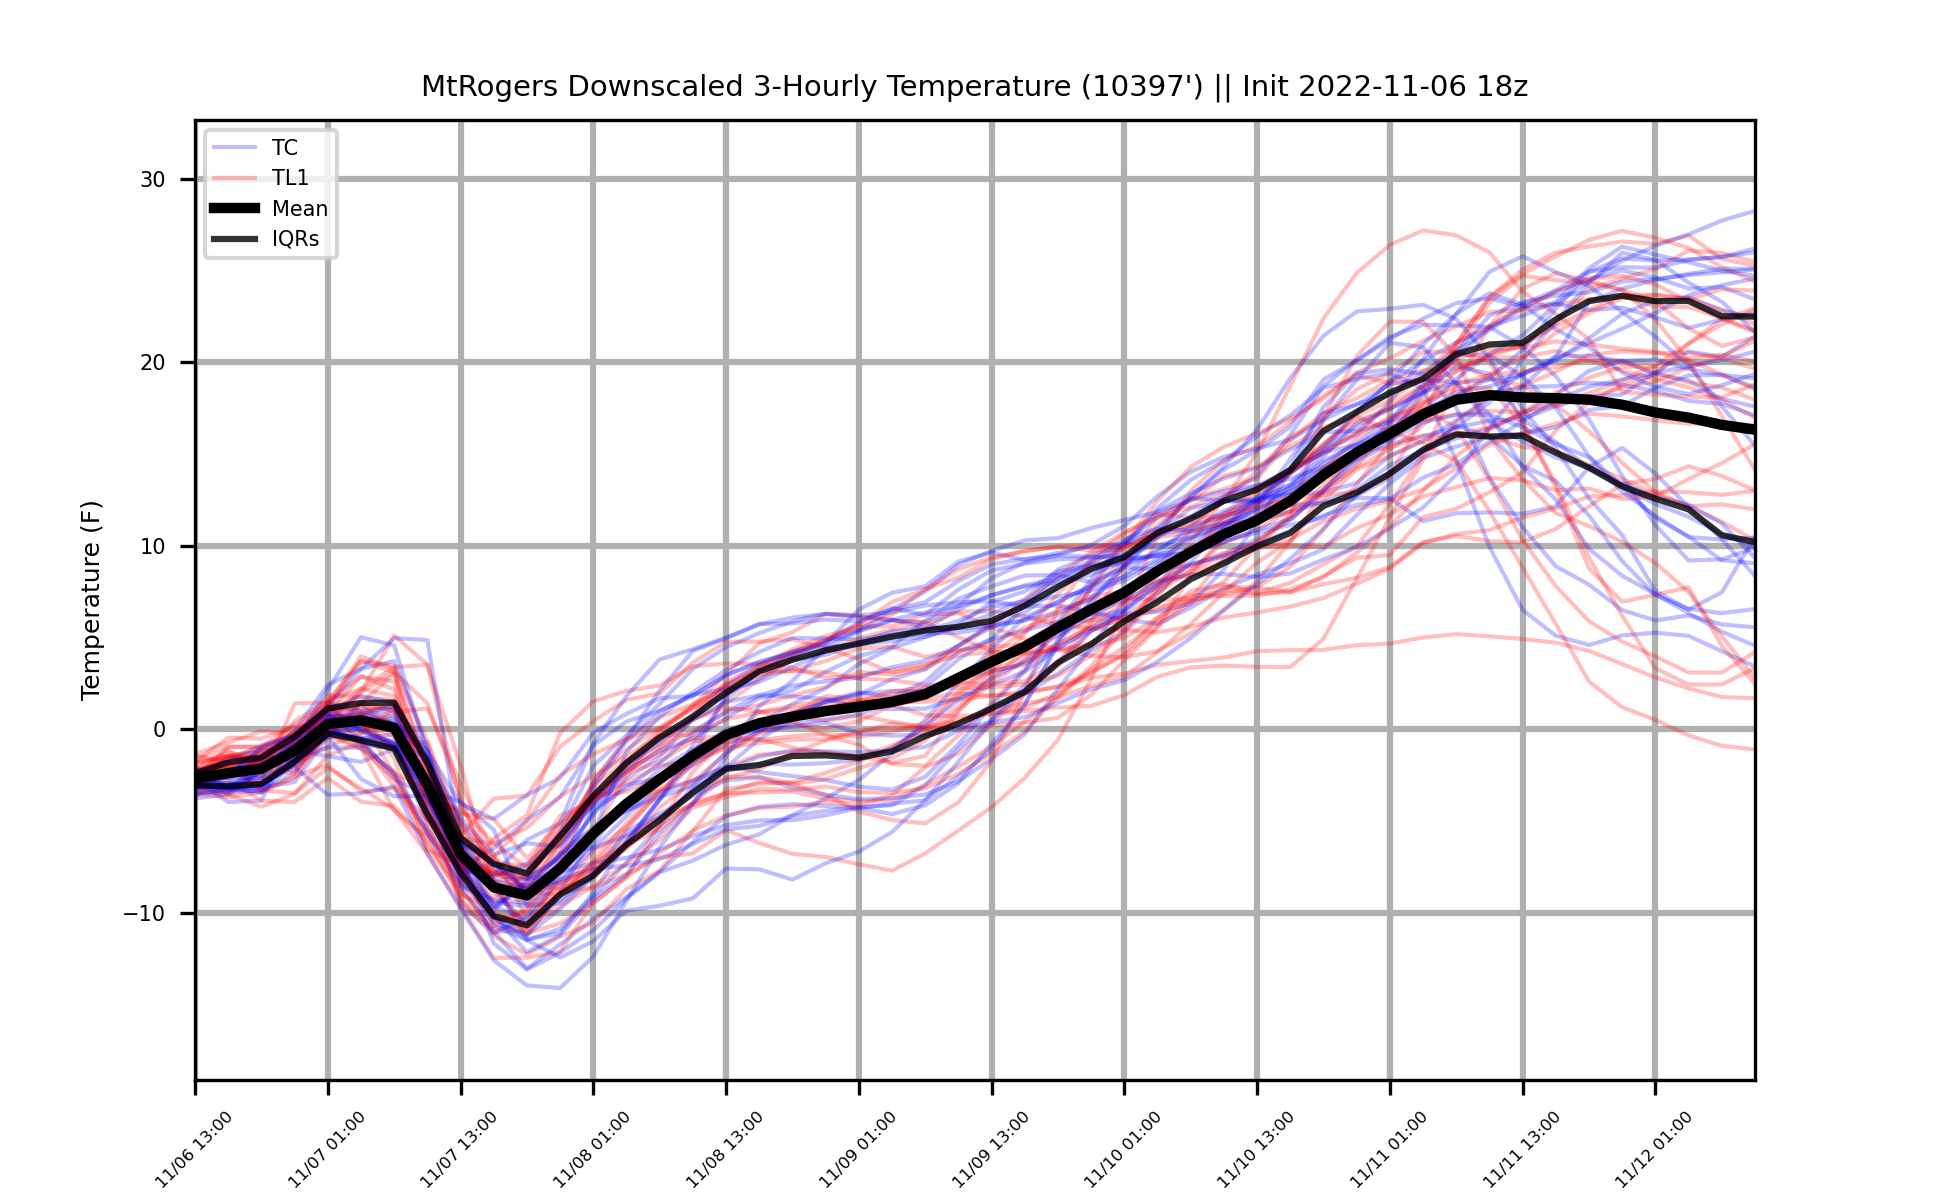 MtRogers Downscaled 3-Hourly Temperature (10397') || Init 2022-11-06 18z
TC
TL1
Mean
IQRs
Temperature (F)
30
20
10
0
−10
11/06 13:00
11/07 01:00
11/07 13:00
11/08 01:00
11/08 13:00
11/09 01:00
11/09 13:00
11/10 01:00
11/10 13:00
11/11 01:00
11/11 13:00
11/12 01:00